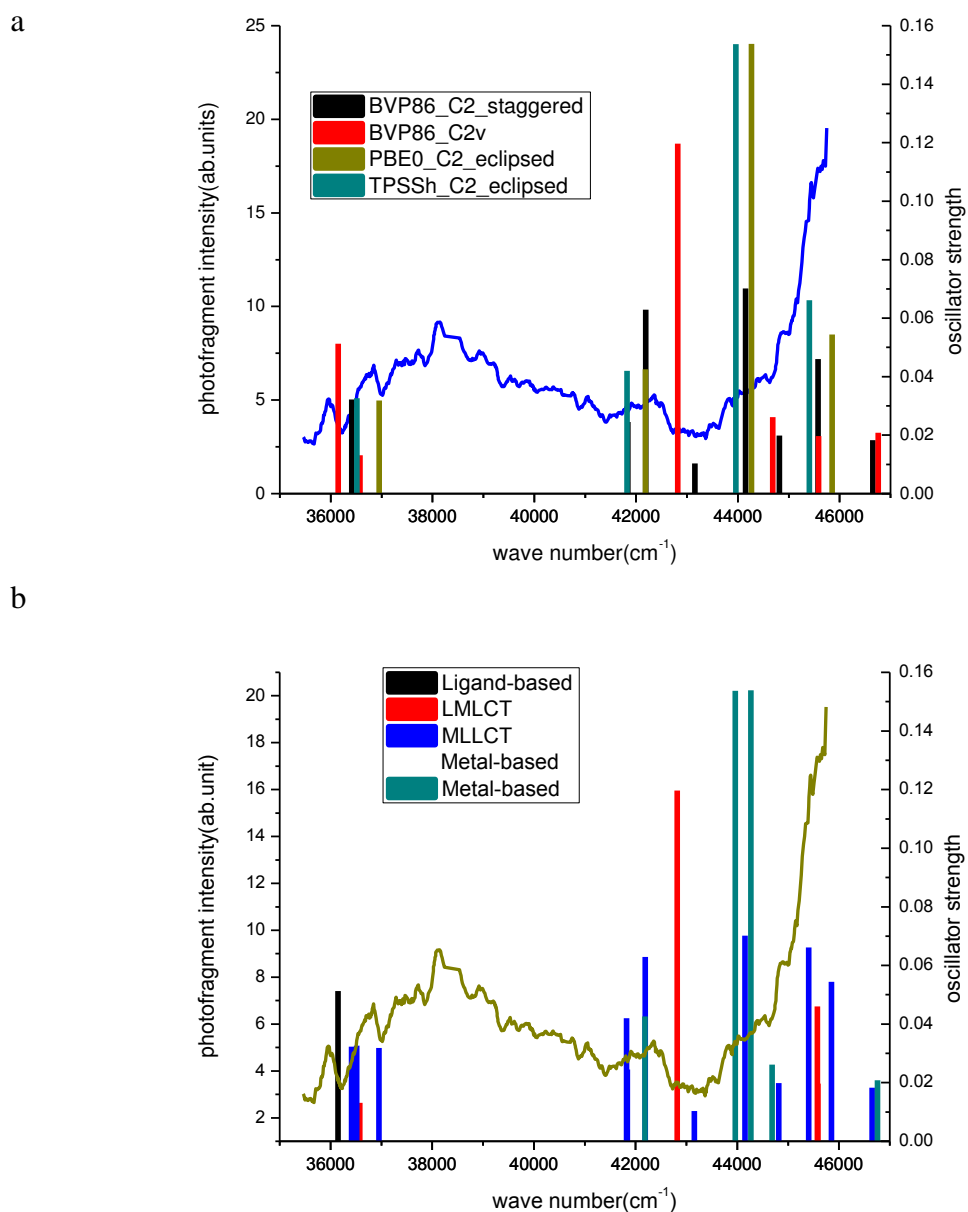 a
25
20
15
10
5
0
photofragment intensity(ab.units)
BVP86_C2_staggered
BVP86_C2v
PBE0_C2_eclipsed
TPSSh_C2_eclipsed
0.16
0.14
0.12
0.10
0.08
0.06
0.04
0.02
0.00
oscillator strength
36000 38000 40000 42000 44000 46000
wave number(cm-1)
b
20
18
16
14
12
10
8
6
4
2
photofragment intensity(ab.unit)
Ligand-based
LMLCT
MLLCT
Metal-based
Metal-based
0.16
0.14
0.12
0.10
0.08
0.06
0.04
0.02
0.00
oscillator strength
36000 38000 40000 42000 44000 46000
wave number(cm-1)